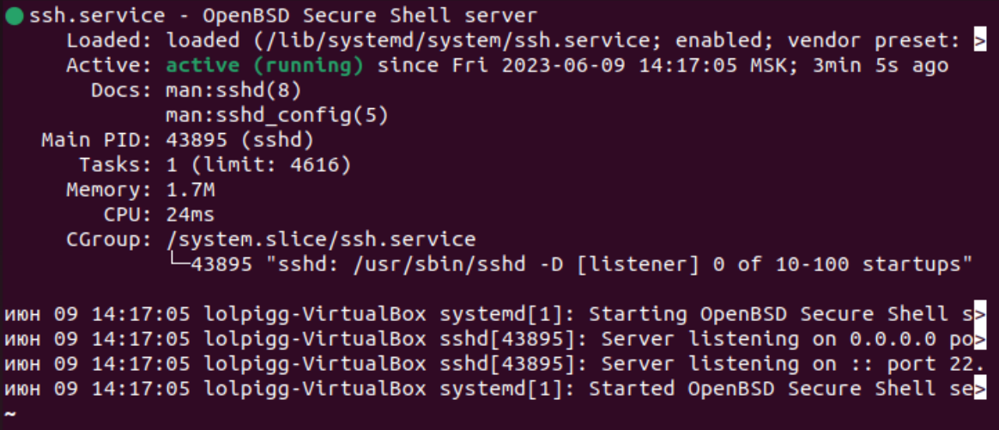 ● ssh.service - OpenBSD Secure Shell server
     Loaded: loaded (/lib/systemd/system/ssh.service; enabled; vendor preset: >
     Active: active (running) since Fri 2023-06-09 14:17:05 MSK; 3min 5s ago
       Docs: man:sshd(8)
             man:sshd_config(5)
   Main PID: 43895 (sshd)
      Tasks: 1 (limit: 4616)
     Memory: 1.7M
        CPU: 24ms
     CGroup: /system.slice/ssh.service
             └─43895 "sshd: /usr/sbin/sshd -D [listener] 0 of 10-100 startups"

июн 09 14:17:05 lolpigg-VirtualBox systemd[1]: Starting OpenBSD Secure Shell s>
июн 09 14:17:05 lolpigg-VirtualBox sshd[43895]: Server listening on 0.0.0.0 po>
июн 09 14:17:05 lolpigg-VirtualBox sshd[43895]: Server listening on :: port 22.
июн 09 14:17:05 lolpigg-VirtualBox systemd[1]: Started OpenBSD Secure Shell se>
~